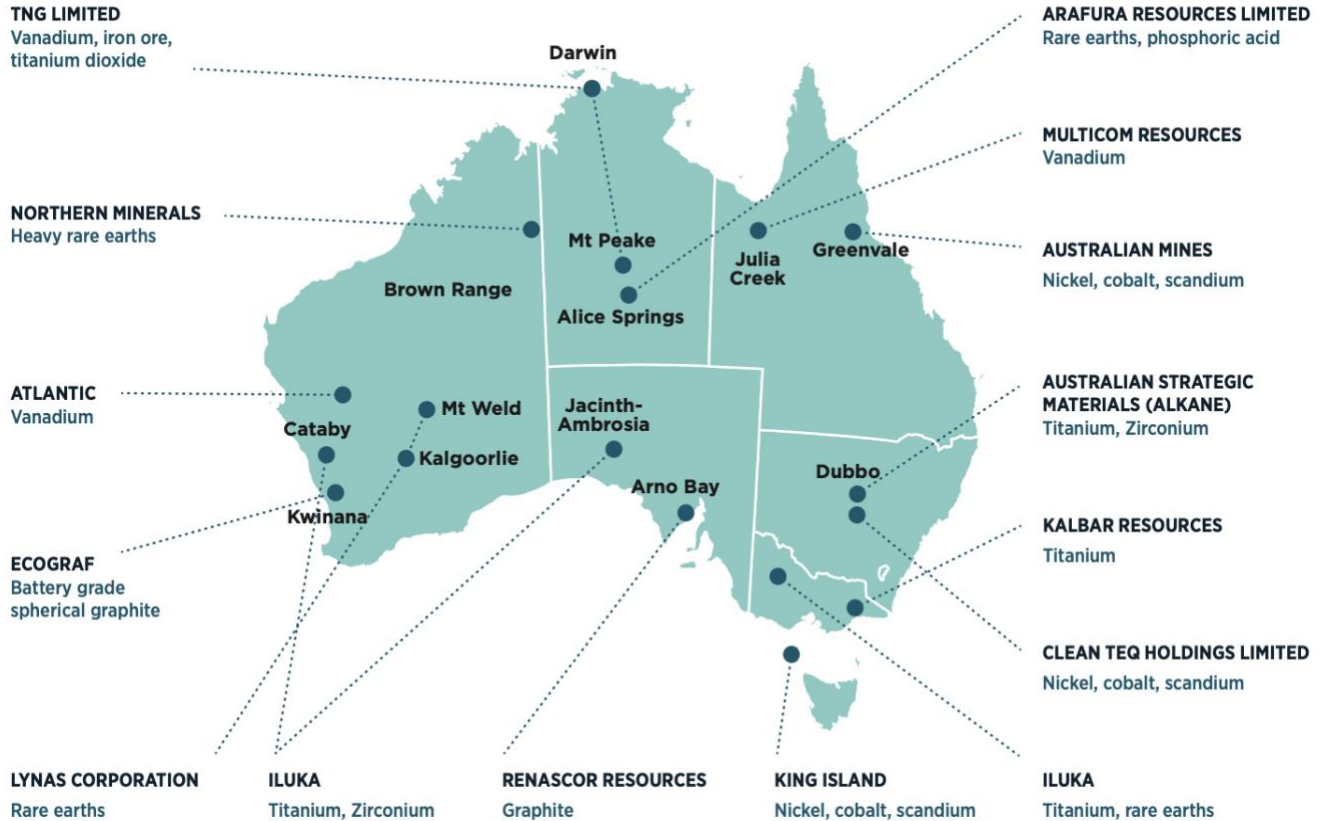 TNG LIMITED
Vanadium, iron ore,
titanium dioxide
ARAFURA RESOURCES LIMITED
Rare earths, phosphoric acid
Darwin
MULTICOM RESOURCES
Vanadium
NORTHERN MINERALS
Heavy rare earths
Mt Peake
Julia
Creek
Greenvale
AUSTRALIAN MINES
Nickel, cobalt, scandium
Brown Range
Alice Springs
ATLANTIC
Vanadium
AUSTRALIAN STRATEGIC
MATERIALS (ALKANE)
Titanium, Zirconium
Mt Weld
Jacinth-
Ambrosia
Cataby
Kalgoorlie
Dubbo
Arno Bay
Kwinana
KALBAR RESOURCES
Titanium
ECOGRAF
Battery grade
spherical graphite
CLEAN TEQ HOLDINGS LIMITED
Nickel, cobalt, scandium
LYNAS CORPORATION
Rare earths
ILUKA
Titanium, Zirconium
RENASCOR RESOURCES
Graphite
KING ISLAND
Nickel, cobalt, scandium
ILUKA
Titanium, rare earths